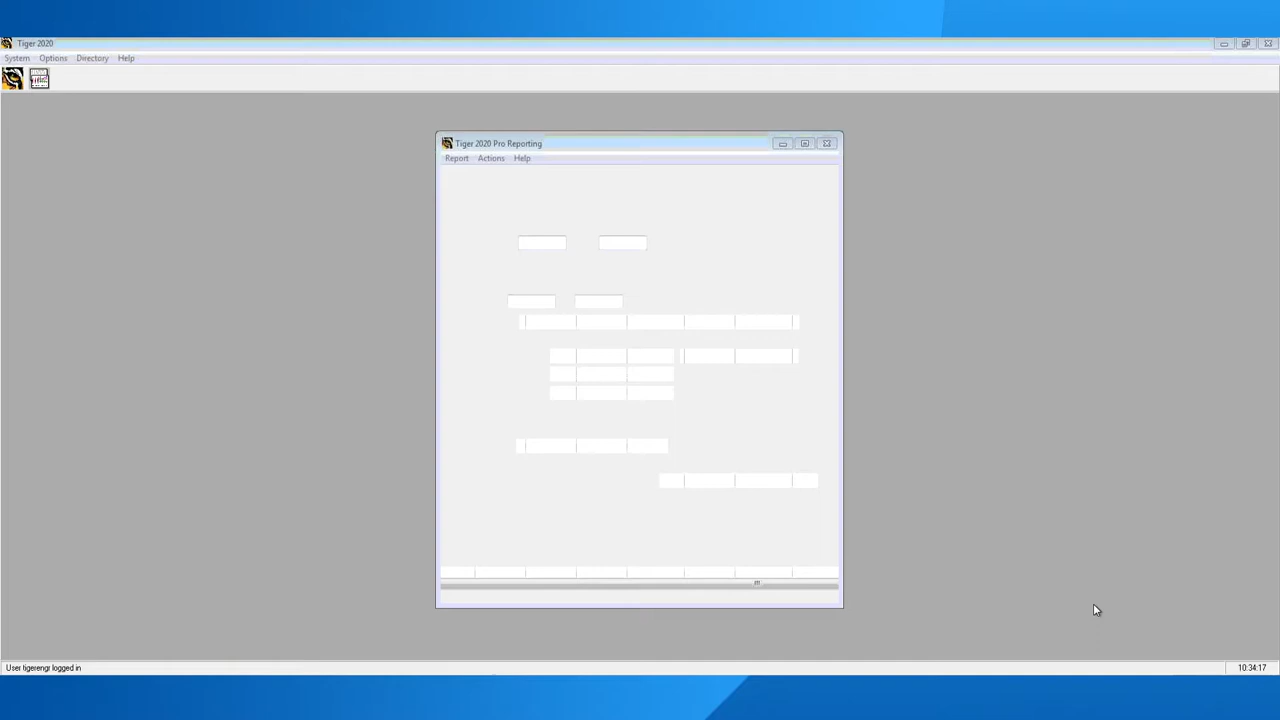 Tiger 2020
System Options Directory Help
Tiger 2020 Pro Reporting
Report Actions Help
User tigerengr logged in
10:34:17